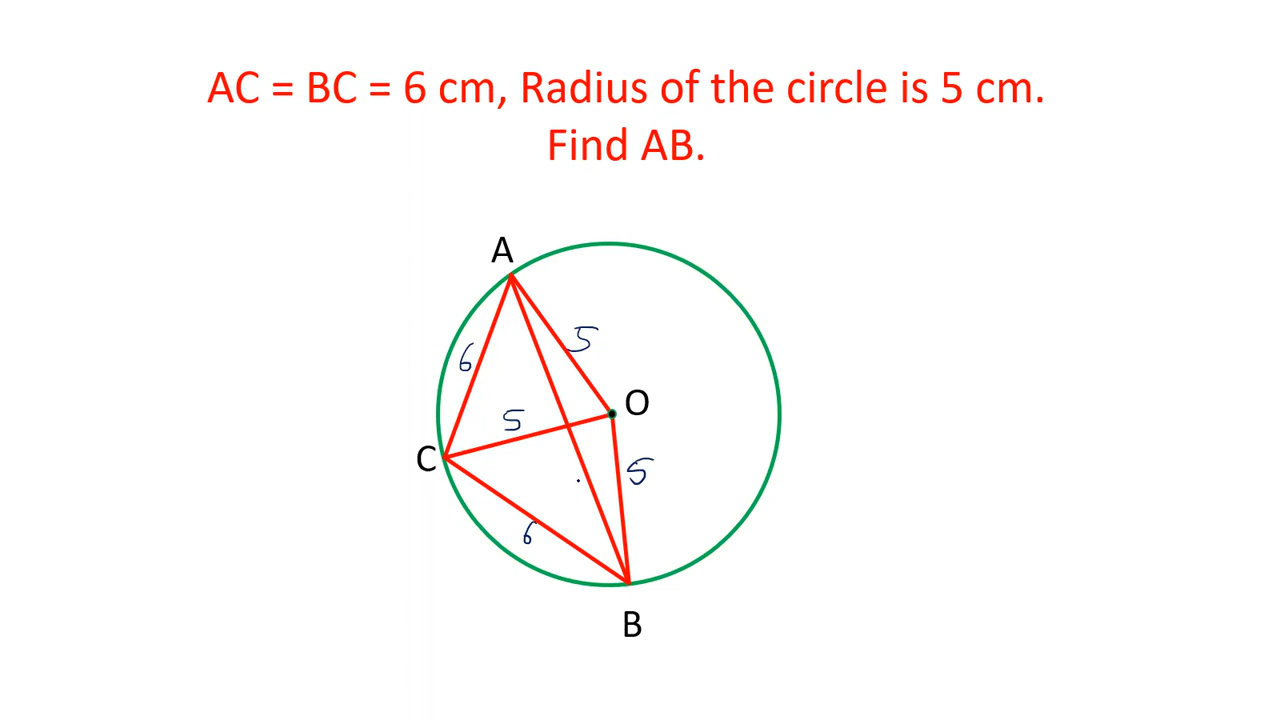 AC = BC = 6 cm, Radius of the circle is 5 cm.
Find AB.
A
5
6
O
5
C
5
6
B